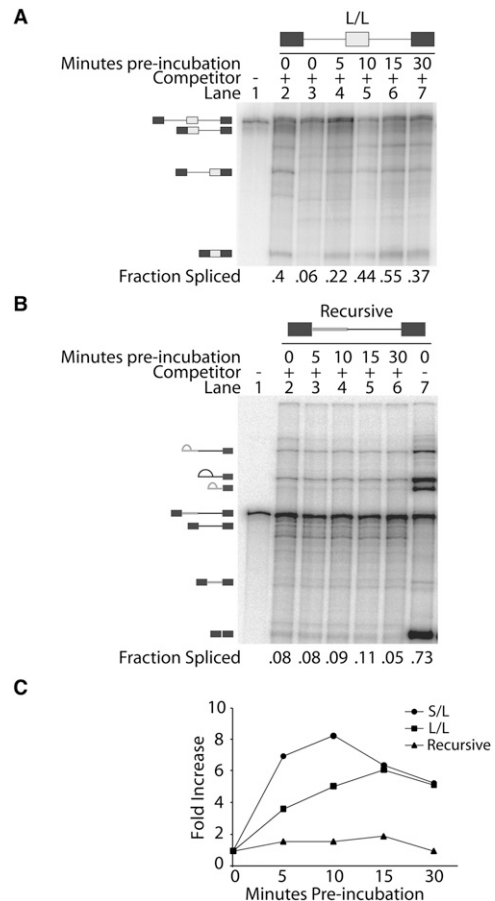 A
L/L
Minutes pre-incubation 0 0 5 10 15 30
Competitor - + + + + + +
Lane 1 2 3 4 5 6 7
Fraction Spliced .4 .06 .22 .44 .55 .37
B
Recursive
Minutes pre-incubation 0 5 10 15 30 0
Competitor - + + + + + -
Lane 1 2 3 4 5 6 7
Fraction Spliced .08 .08 .09 .11 .05 .73
C
10
8
6
4
2
0
Fold Increase
S/L
L/L
Recursive
0 5 10 15 30
Minutes Pre-incubation